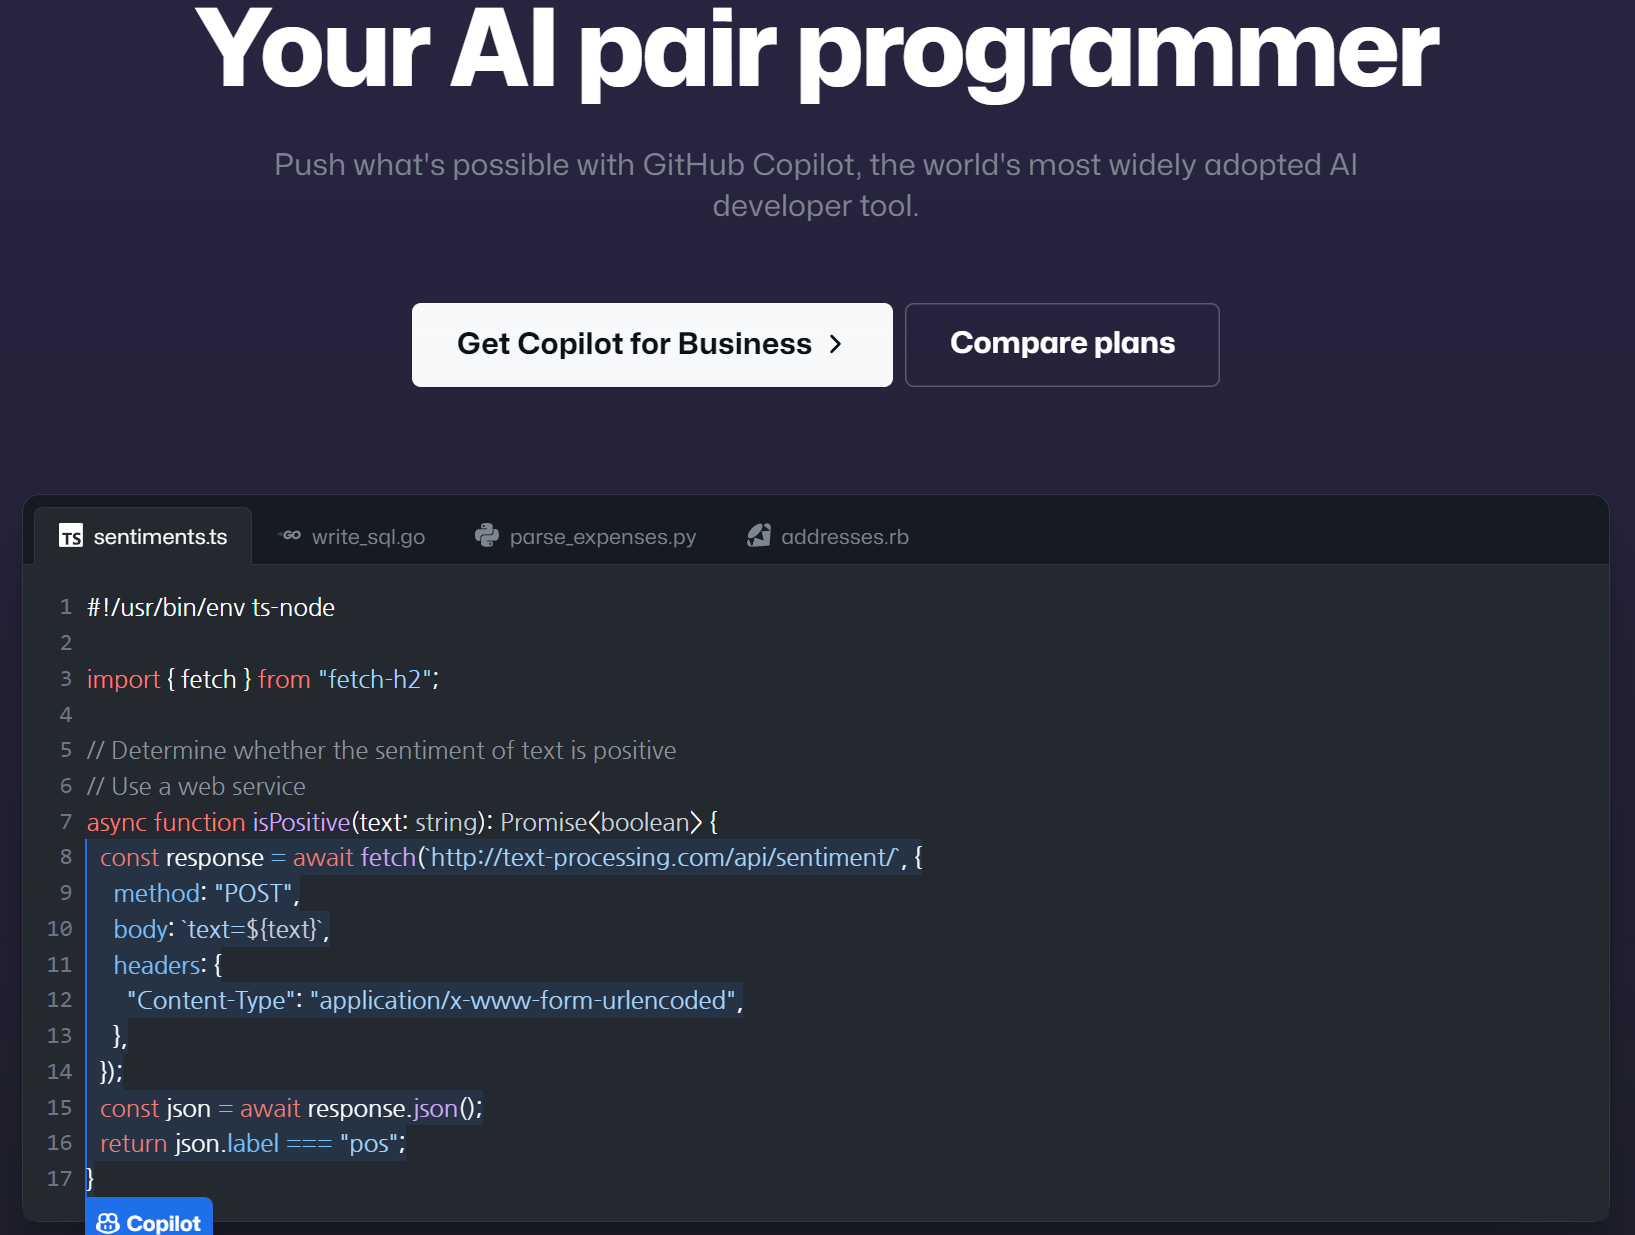 Your AI pair programmer
Push what's possible with GitHub Copilot, the world's most widely adopted AI
developer tool.
Get Copilot for Business
Compare plans
TS sentiments.ts
GO write_sql.go
parse_expenses.py
addresses.rb
1 #!/usr/bin/env ts-node
2
3 import { fetch } from "fetch-h2";
4
5 // Determine whether the sentiment of text is positive
6 // Use a web service
7 async function isPositive(text: string): Promise<boolean> {
8 const response = await fetch(`http://text-processing.com/api/sentiment/`, {
9 method: "POST",
10 body: `text=${text}`,
11 headers: {
12 "Content-Type": "application/x-www-form-urlencoded",
13 },
14 });
15 const json = await response.json();
16 return json.label === "pos";
17 }
Copilot